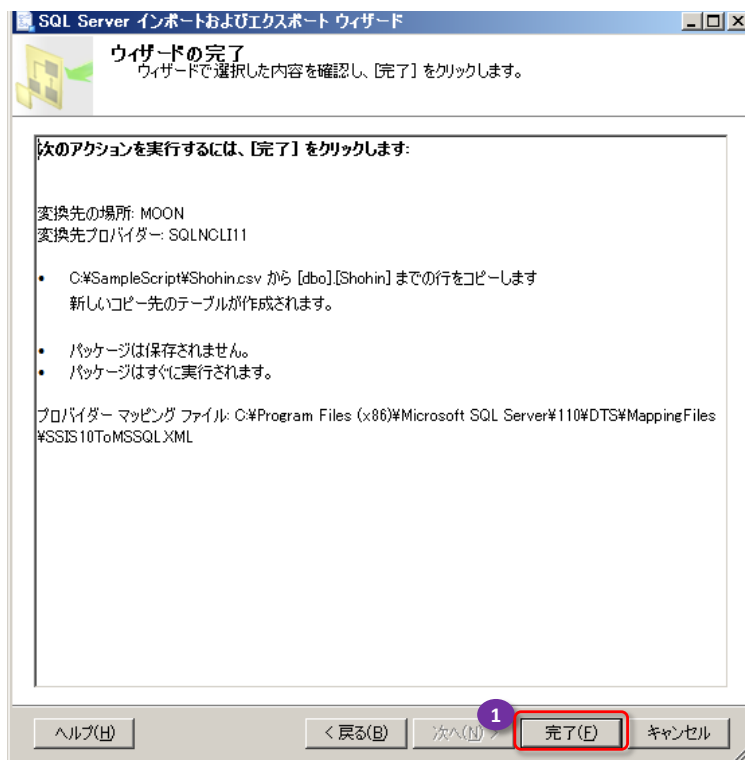 SQL Server インポートおよびエクスポート ウィザード
ウィザードの完了
ウィザードで選択した内容を確認し、[完了] をクリックします。
次のアクションを実行するには、[完了] をクリックします:
変換先の場所: MOON
変換先プロバイダー: SQLNCLI11
• C:¥SampleScript¥Shohin.csv から [dbo].[Shohin] までの行をコピーします
新しいコピー先のテーブルが作成されます。
• パッケージは保存されません。
• パッケージはすぐに実行されます。
プロバイダー マッピング ファイル: C:¥Program Files (x86)¥Microsoft SQL Server¥110¥DTS¥MappingFiles
¥SSIS10ToMSSQL.XML
1
ヘルプ(H) < 戻る(B) 次へ(N) > 完了(F) キャンセル